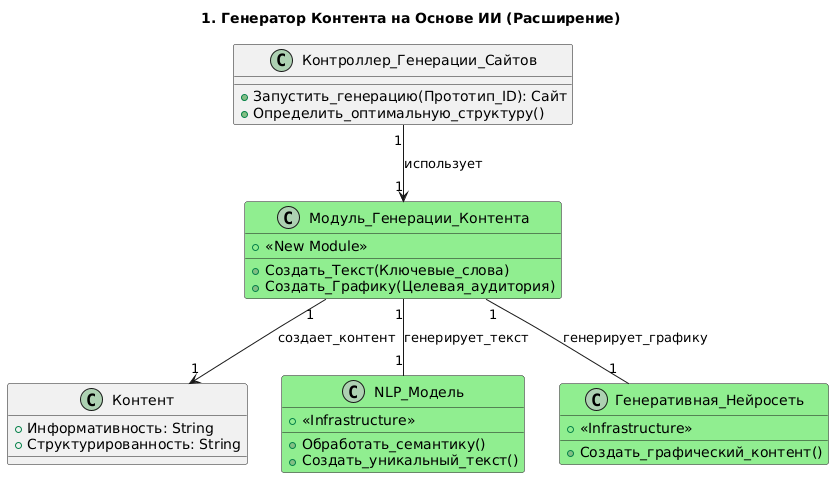 1. Генератор Контента на Основе ИИ (Расширение)
C Контроллер_Генерации_Сайтов
Запустить_генерацию(Прототип_ID): Сайт
Определить_оптимальную_структуру()
1
использует
1
C Модуль_Генерации_Контента
«New Module»
Создать_Текст(Ключевые_слова)
Создать_Графику(Целевая_аудитория)
1 1 1
создает_контент генерирует_текст генерирует_графику
1 1 1
C Контент
Информативность: String
Структурированность: String
C NLP_Модель
«Infrastructure»
Обработать_семантику()
Создать_уникальный_текст()
C Генеративная_Нейросеть
«Infrastructure»
Создать_графический_контент()